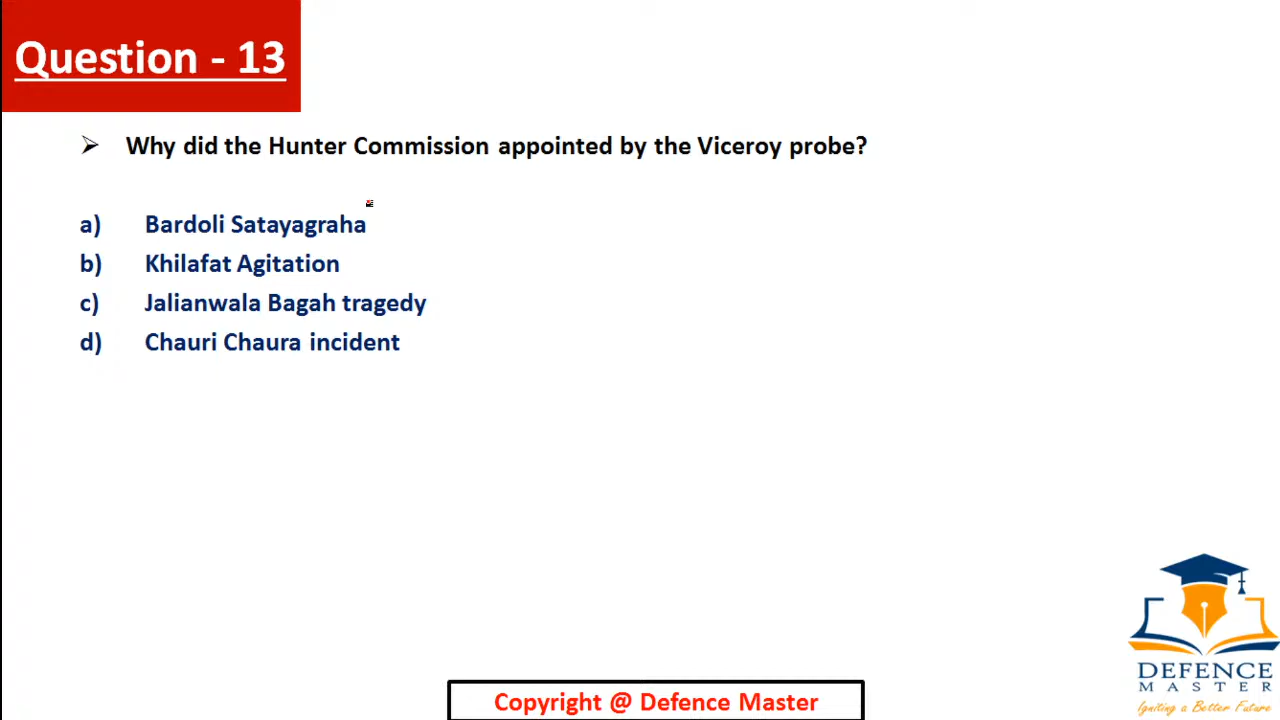 Question - 13
➢ Why did the Hunter Commission appointed by the Viceroy probe?
a) Bardoli Satayagraha
b) Khilafat Agitation
c) Jalianwala Bagah tragedy
d) Chauri Chaura incident
DEFENCE
MASTER
Igniting a Better Future
Copyright @ Defence Master